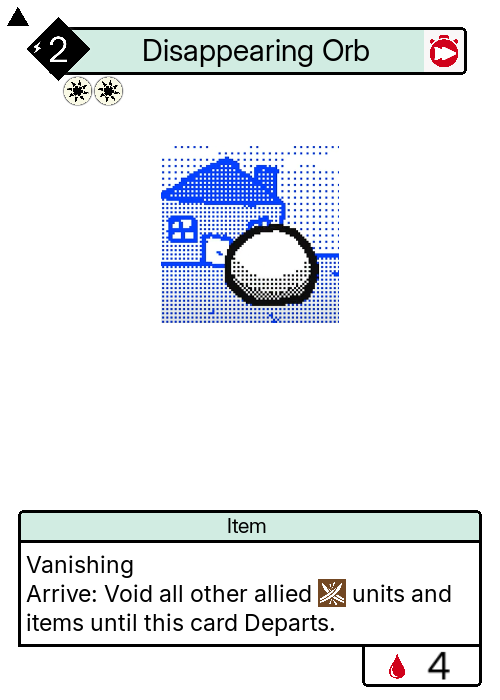 2
Disappearing Orb
Item
Vanishing
Arrive: Void all other allied units and
items until this card Departs.
4